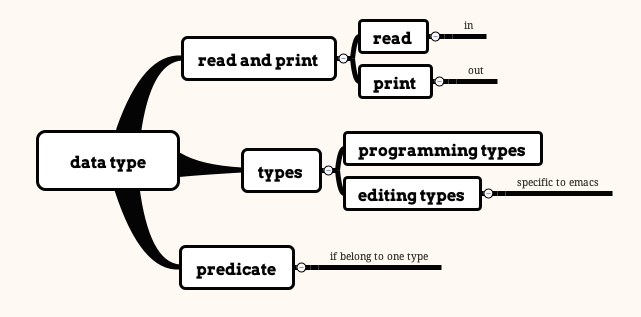 data type
read and print
read
in
print
out
types
programming types
editing types
specific to emacs
predicate
if belong to one type